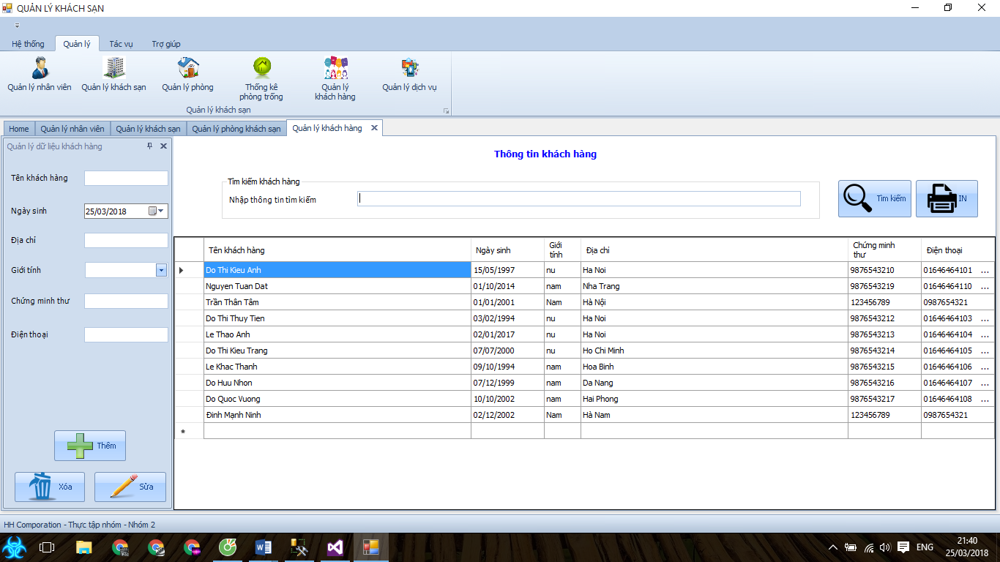 QUẢN LÝ KHÁCH SẠN
Hệ thống Quản lý Tác vụ Trợ giúp
Quản lý nhân viên Quản lý khách sạn Quản lý phòng Thống kê phòng trống Quản lý khách hàng Quản lý dịch vụ
Quản lý khách sạn
Home Quản lý nhân viên Quản lý khách sạn Quản lý phòng khách sạn Quản lý khách hàng
Quản lý dữ liệu khách hàng
Tên khách hàng
Ngày sinh 25/03/2018
Địa chỉ
Giới tính
Chứng minh thư
Điện thoại
Thêm
Xóa Sửa
Thông tin khách hàng
Tìm kiếm khách hàng
Nhập thông tin tìm kiếm
Tìm kiếm IN
Tên khách hàng Ngày sinh Giới tính Địa chỉ Chứng minh thư Điện thoại
Do Thi Kieu Anh 15/05/1997 nu Ha Noi 9876543210 01646464101 ...
Nguyen Tuan Dat 01/10/2014 nam Nha Trang 9876543219 01646464110 ...
Trần Thân Tâm 01/01/2001 Nam Hà Nội 123456789 0987654321
Do Thi Thuy Tien 03/02/1994 nu Ha Noi 9876543212 01646464103 ...
Le Thao Anh 02/01/2017 nu Ha Noi 9876543213 01646464104 ...
Do Thi Kieu Trang 07/07/2000 nu Ho Chi Minh 9876543214 01646464105 ...
Le Khac Thanh 09/10/1994 nam Hoa Binh 9876543215 01646464106 ...
Do Huu Nhon 07/12/1999 nam Da Nang 9876543216 01646464107 ...
Do Quoc Vuong 10/10/2002 nam Hai Phong 9876543217 01646464108 ...
Đinh Mạnh Ninh 02/12/2002 Nam Hà Nam 123456789 0987654321
HH Comporation - Thực tập nhóm - Nhóm 2
ENG
21:40
25/03/2018